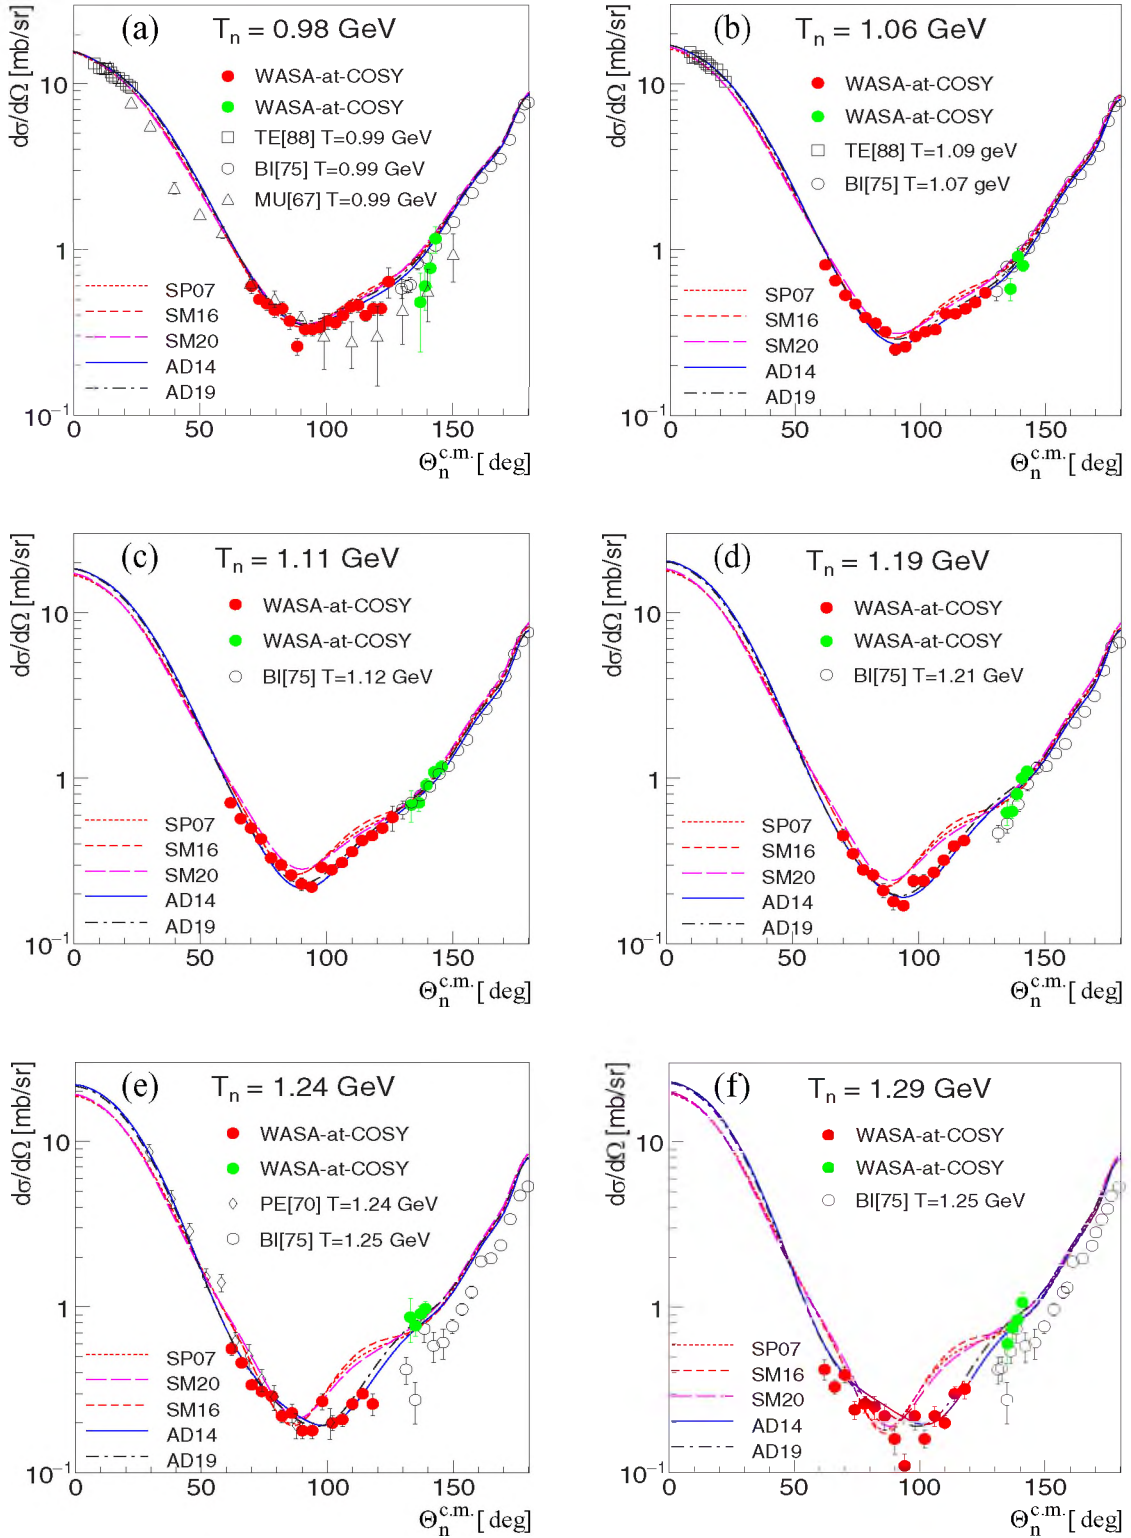 (a) T_n = 0.98 GeV
WASA-at-COSY
WASA-at-COSY
TE[88] T=0.99 GeV
BI[75] T=0.99 GeV
MU[67] T=0.99 GeV
SP07
SM16
SM20
AD14
AD19
dσ/dΩ [mb/sr]
10
1
10⁻¹
0 50 100 150
Θ_n^c.m. [deg]
(b) T_n = 1.06 GeV
WASA-at-COSY
WASA-at-COSY
TE[88] T=1.09 geV
BI[75] T=1.07 geV
SP07
SM16
SM20
AD14
AD19
dσ/dΩ [mb/sr]
10
1
10⁻¹
0 50 100 150
Θ_n^c.m. [deg]
(c) T_n = 1.11 GeV
WASA-at-COSY
WASA-at-COSY
BI[75] T=1.12 GeV
SP07
SM16
SM20
AD14
AD19
dσ/dΩ [mb/sr]
10
1
10⁻¹
0 50 100 150
Θ_n^c.m. [deg]
(d) T_n = 1.19 GeV
WASA-at-COSY
WASA-at-COSY
BI[75] T=1.21 GeV
SP07
SM16
SM20
AD14
AD19
dσ/dΩ [mb/sr]
10
1
10⁻¹
0 50 100 150
Θ_n^c.m. [deg]
(e) T_n = 1.24 GeV
WASA-at-COSY
WASA-at-COSY
PE[70] T=1.24 GeV
BI[75] T=1.25 GeV
SP07
SM20
SM16
AD14
AD19
dσ/dΩ [mb/sr]
10
1
10⁻¹
0 50 100 150
Θ_n^c.m. [deg]
(f) T_n = 1.29 GeV
WASA-at-COSY
WASA-at-COSY
BI[75] T=1.25 GeV
SP07
SM16
SM20
AD14
AD19
dσ/dΩ [mb/sr]
10
1
10⁻¹
0 50 100 150
Θ_n^c.m. [deg]